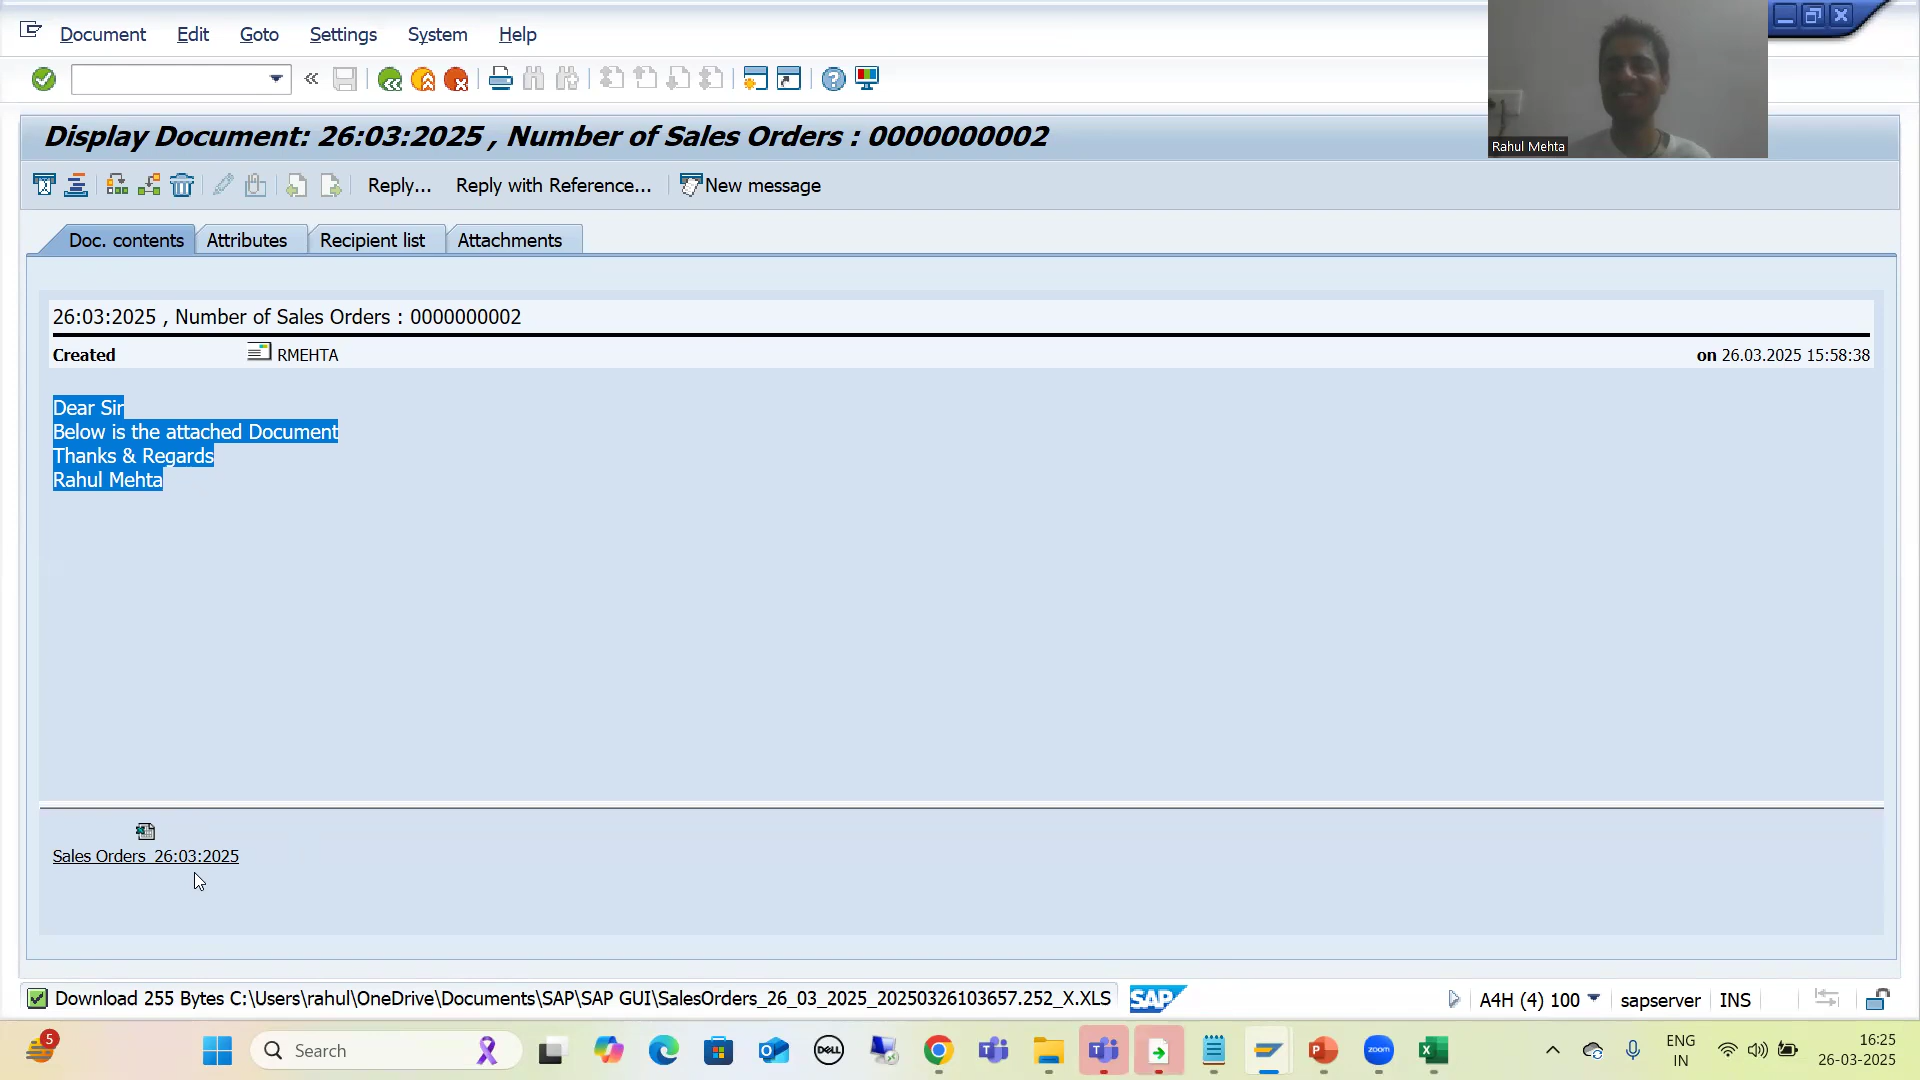 Document Edit Goto Settings System Help
Display Document: 26:03:2025 , Number of Sales Orders : 0000000002
Rahul Mehta
Reply... Reply with Reference... New message
Doc. contents Attributes Recipient list Attachments
26:03:2025 , Number of Sales Orders : 0000000002
Created RMEHTA on 26.03.2025 15:58:38
Dear Sir
Below is the attached Document
Thanks & Regards
Rahul Mehta
Sales Orders 26:03:2025
Download 255 Bytes C:\Users\rahul\OneDrive\Documents\SAP\SAP GUI\SalesOrders_26_03_2025_20250326103657.252_X.XLS SAP A4H (4) 100 sapserver INS
5 Search DELL zoom ENG IN 16:25
26-03-2025